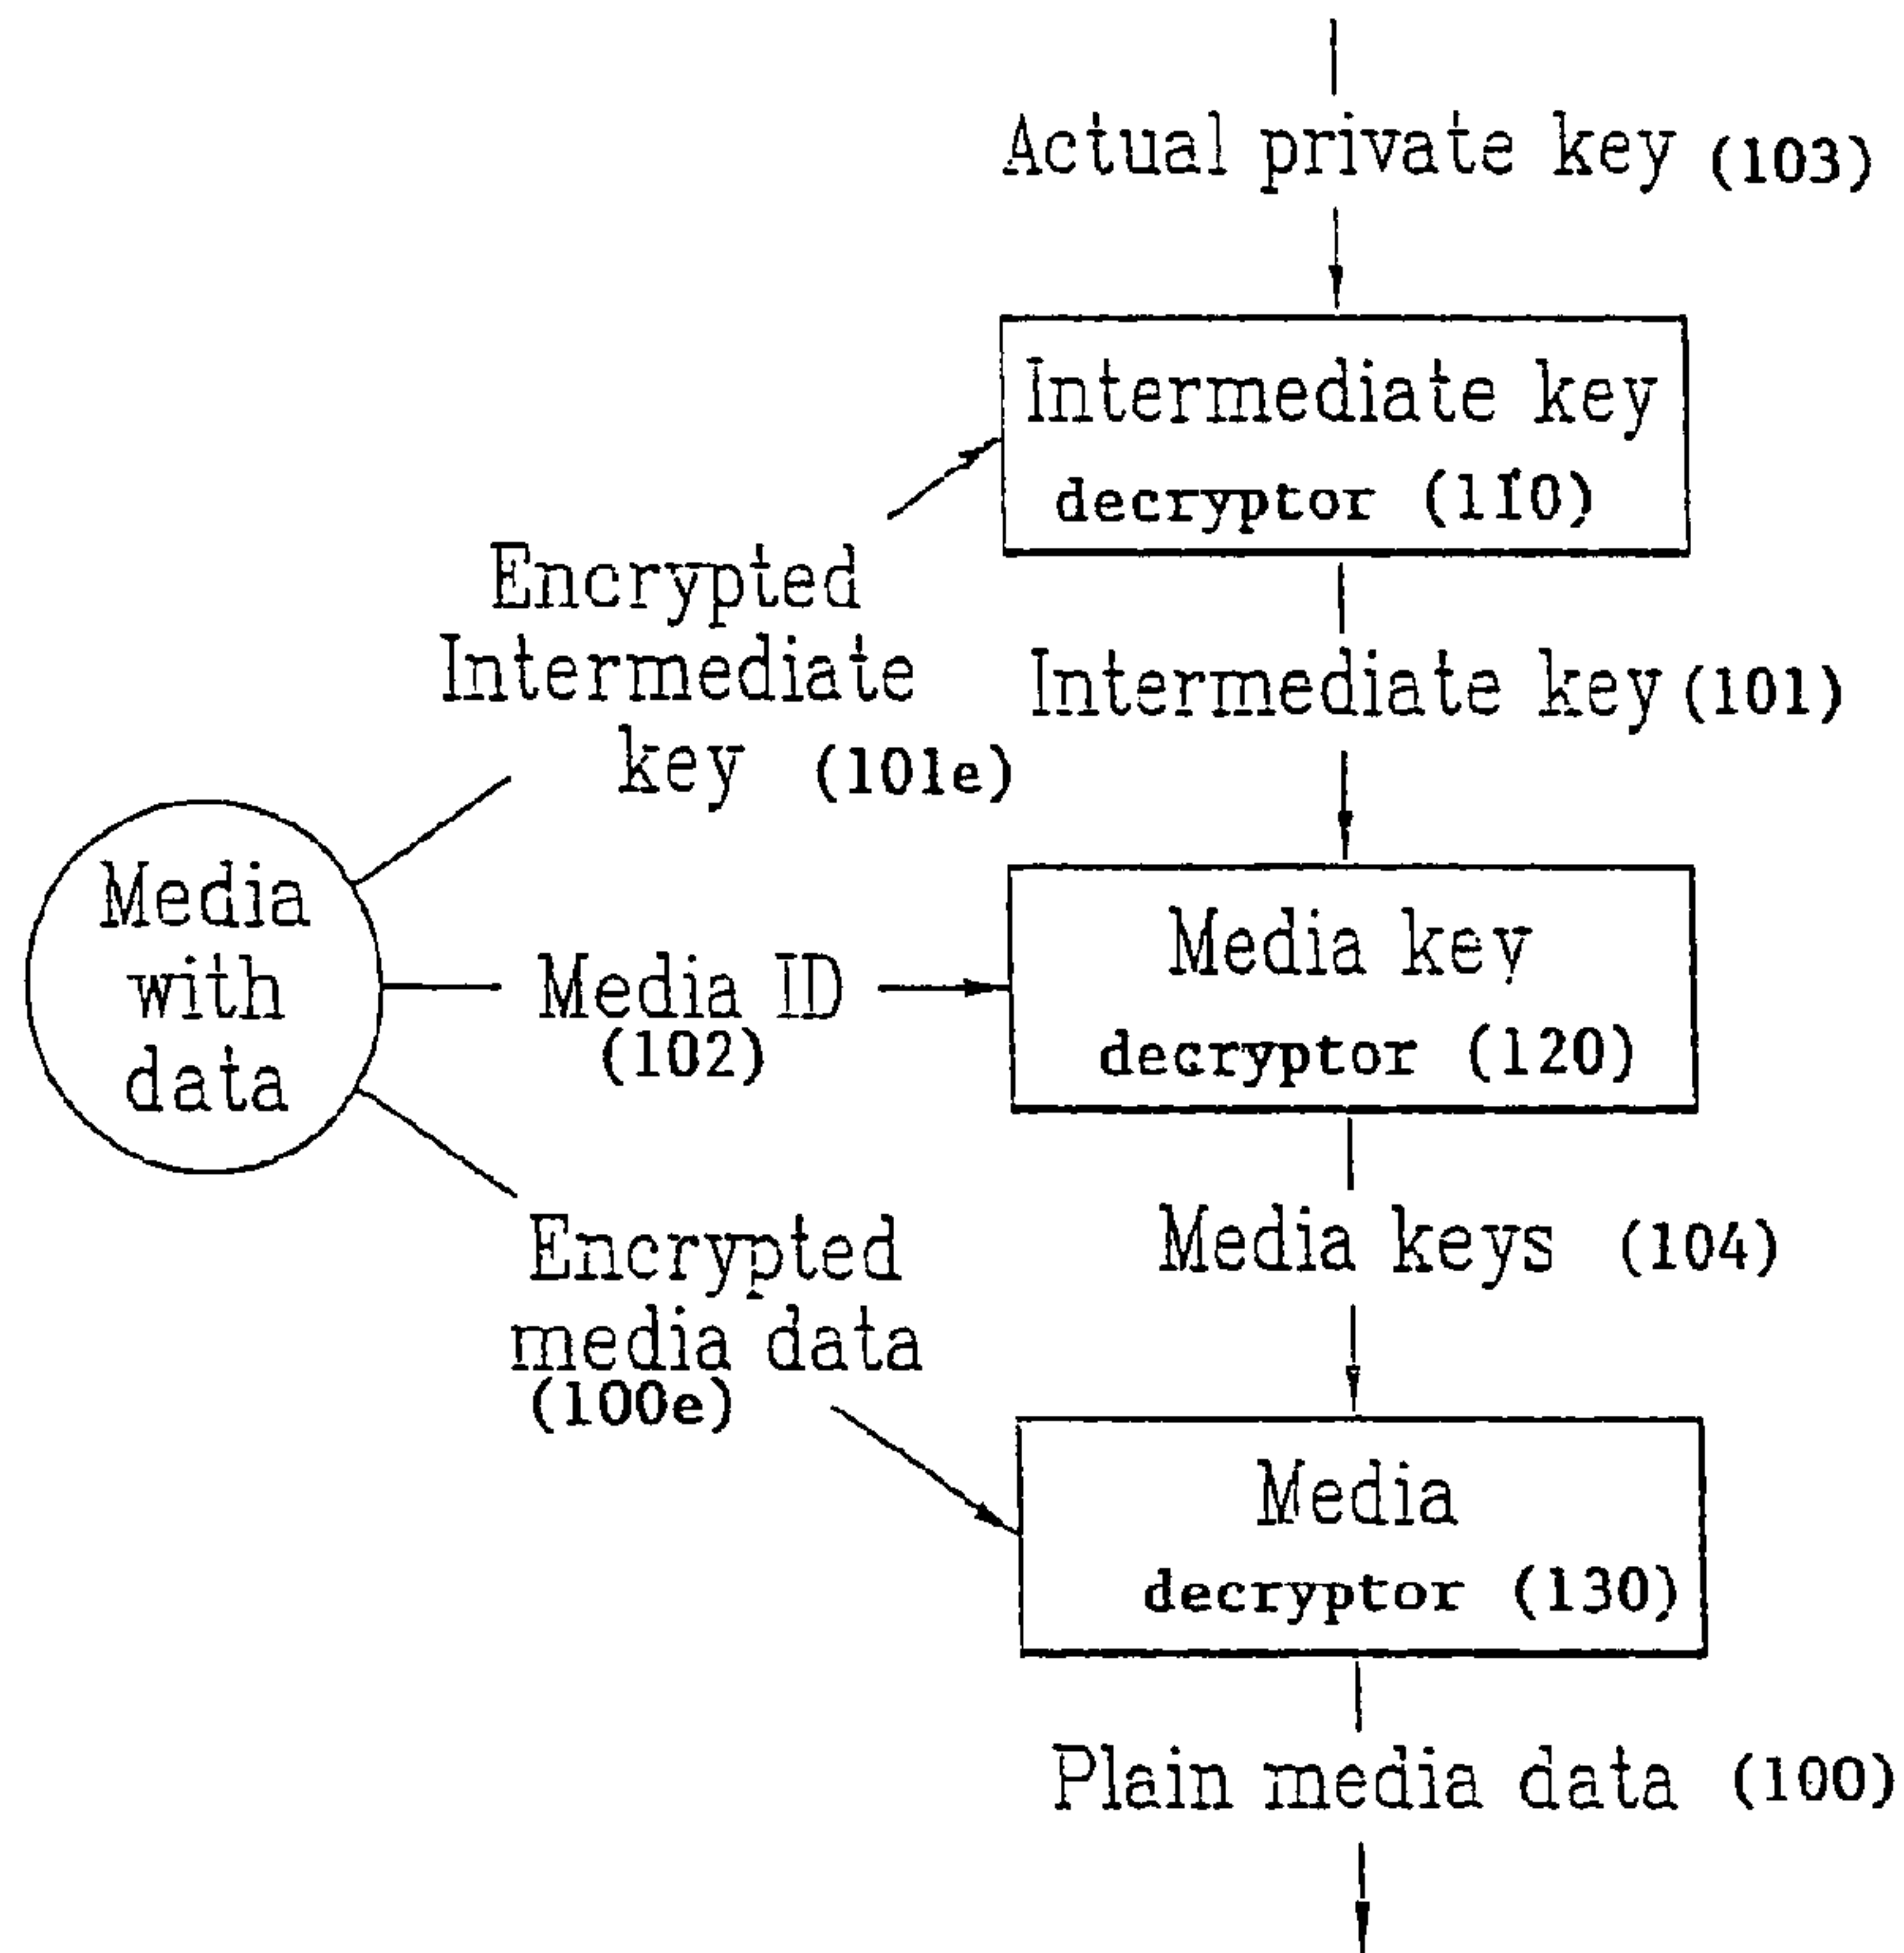 Actual private key (103)
Intermediate key
decryptor (110)
Encrypted
Intermediate
key (101e)
Intermediate key (101)
Media
with
data
Media ID
(102)
Media key
decryptor (120)
Encrypted
media data
(100e)
Media keys (104)
Media
decryptor (130)
Plain media data (100)